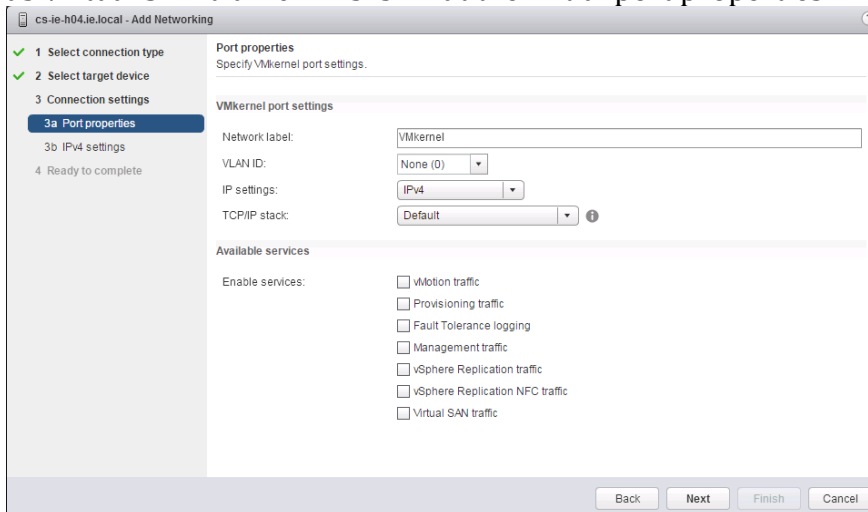 cs-ie-h04.ie.local - Add Networking
1 Select connection type
2 Select target device
3 Connection settings
3a Port properties
3b IPv4 settings
4 Ready to complete
Port properties
Specify VMkernel port settings.
VMkernel port settings
Network label: VMkernel
VLAN ID: None (0)
IP settings: IPv4
TCP/IP stack: Default
Available services
Enable services:
vMotion traffic
Provisioning traffic
Fault Tolerance logging
Management traffic
vSphere Replication traffic
vSphere Replication NFC traffic
Virtual SAN traffic
Back Next Finish Cancel